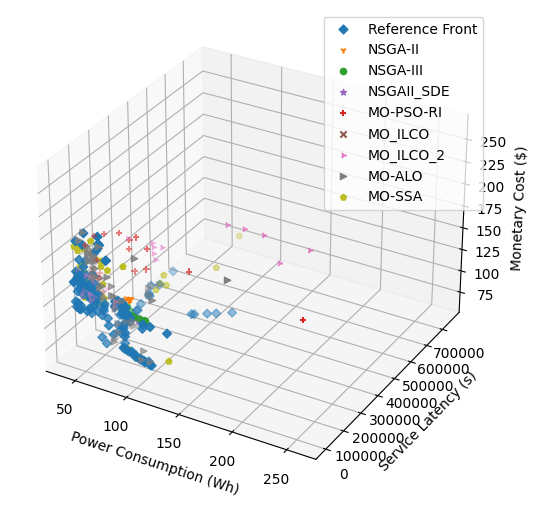 Reference Front
NSGA-II
NSGA-III
NSGAII_SDE
MO-PSO-RI
MO_ILCO
MO_ILCO_2
MO-ALO
MO-SSA
250
225
200
175
150
125
100
75
Monetary Cost ($)
700000
600000
500000
400000
300000
200000
100000
0
Service Latency (s)
50
100
150
200
250
Power Consumption (Wh)